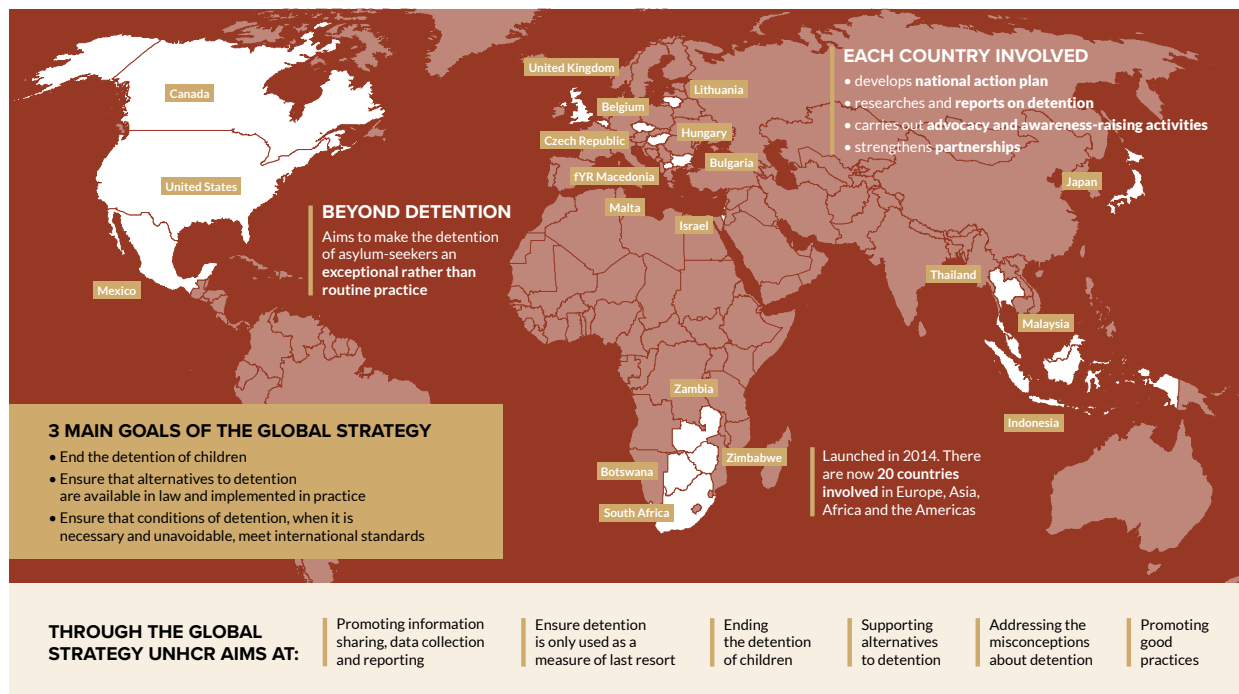 EACH COUNTRY INVOLVED
• develops national action plan
• researches and reports on detention
• carries out advocacy and awareness-raising activities
• strengthens partnerships
United Kingdom
Lithuania
Canada
Belgium
Hungary
Czech Republic
Bulgaria
fYR Macedonia
Japan
United States
Malta
Israel
BEYOND DETENTION
Aims to make the detention
of asylum-seekers an
exceptional rather than
routine practice
Thailand
Mexico
Malaysia
Zambia
Indonesia
Zimbabwe
Botswana
South Africa
3 MAIN GOALS OF THE GLOBAL STRATEGY
• End the detention of children
• Ensure that alternatives to detention
are available in law and implemented in practice
• Ensure that conditions of detention, when it is
necessary and unavoidable, meet international standards
Launched in 2014. There
are now 20 countries
involved in Europe, Asia,
Africa and the Americas
THROUGH THE GLOBAL
STRATEGY UNHCR AIMS AT:
Promoting information
sharing, data collection
and reporting
Ensure detention
is only used as a
measure of last resort
Ending
the detention
of children
Supporting
alternatives
to detention
Addressing the
misconceptions
about detention
Promoting
good
practices